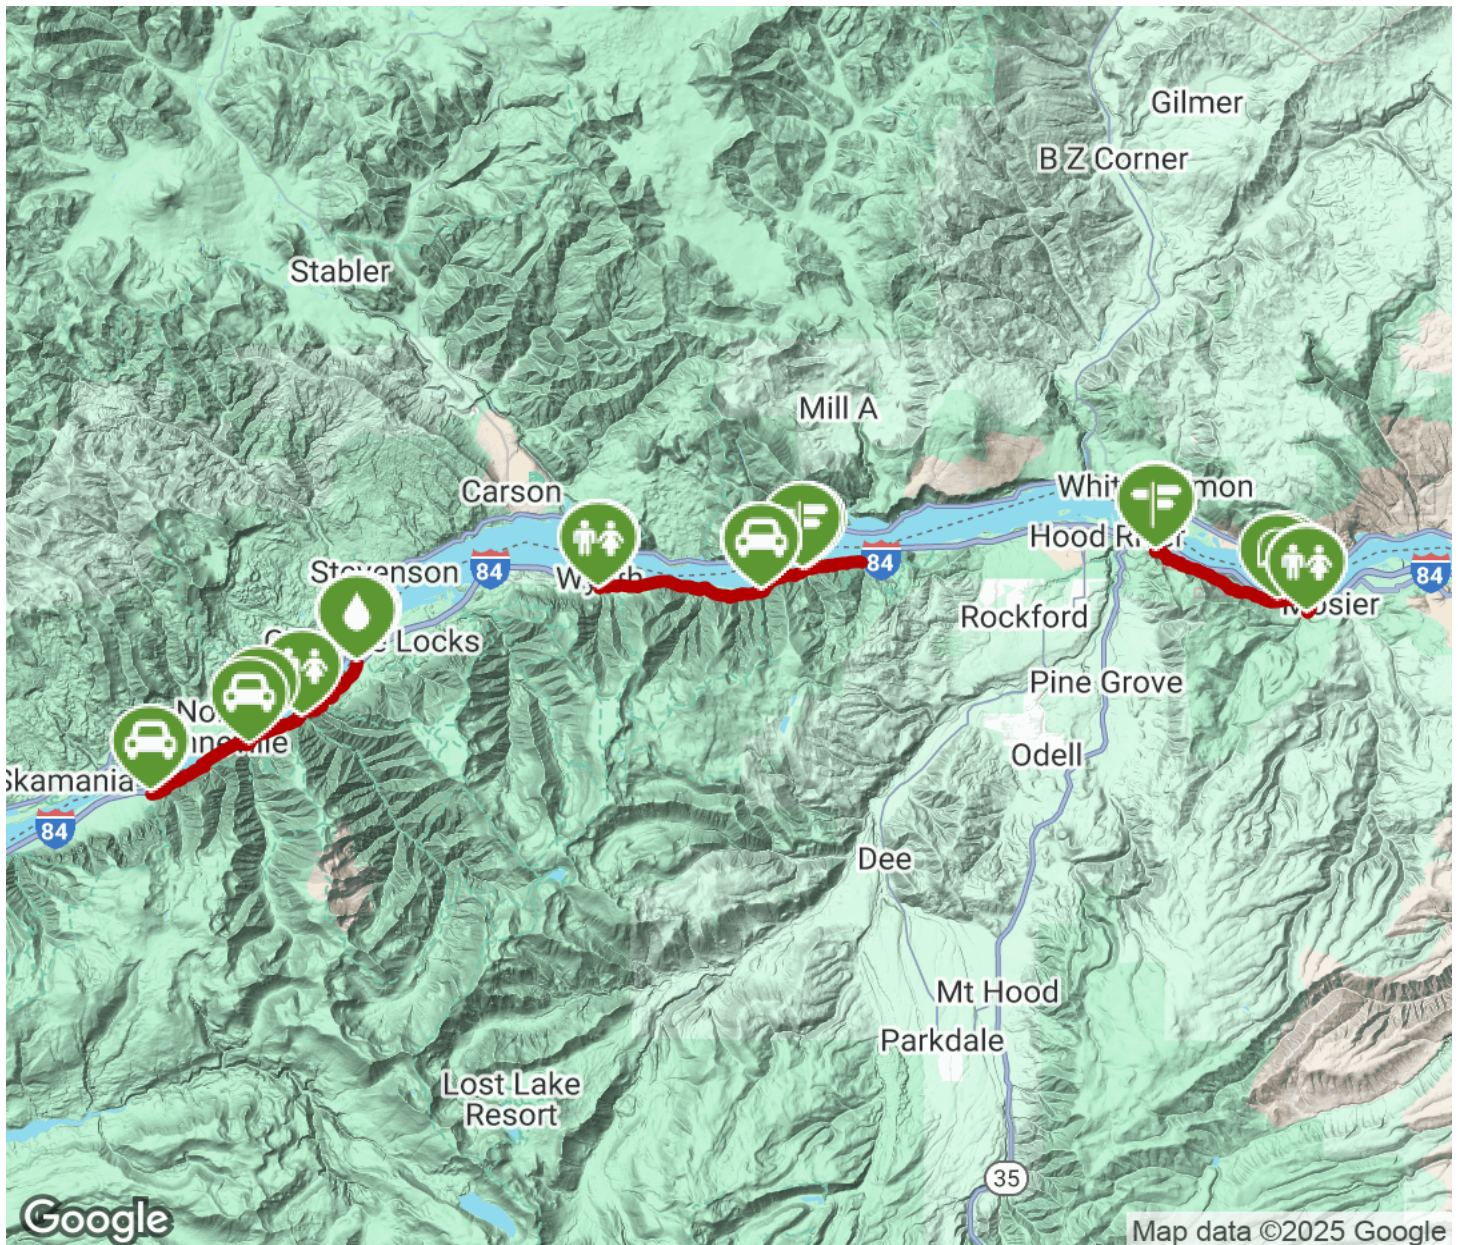 Gilmer
B Z Corner
Stabler
Mill A
Carson
Hood
Stevenson
84
84
84
Locks
Rockford
Pine Grove
Skamania
84
Odell
Dee
Mt Hood
Parkdale
Lost Lake
Resort
35
Google
Map data ©2025 Google